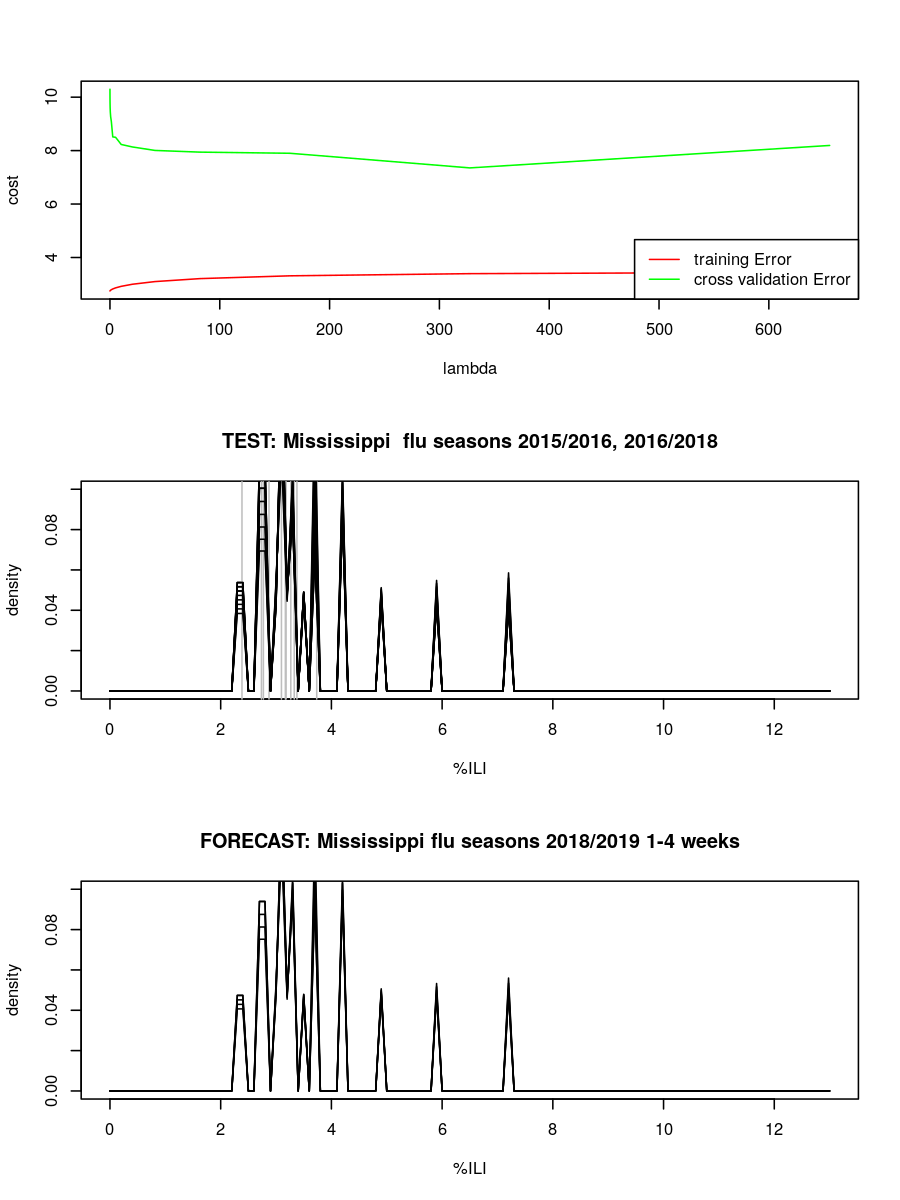 10
8
6
4
cost
training Error
cross validation Error
0 100 200 300 400 500 600
lambda
TEST: Mississippi  flu seasons 2015/2016, 2016/2018
0.08
0.04
0.00
density
0 2 4 6 8 10 12
%ILI
FORECAST: Mississippi flu seasons 2018/2019 1-4 weeks
0.08
0.04
0.00
density
0 2 4 6 8 10 12
%ILI